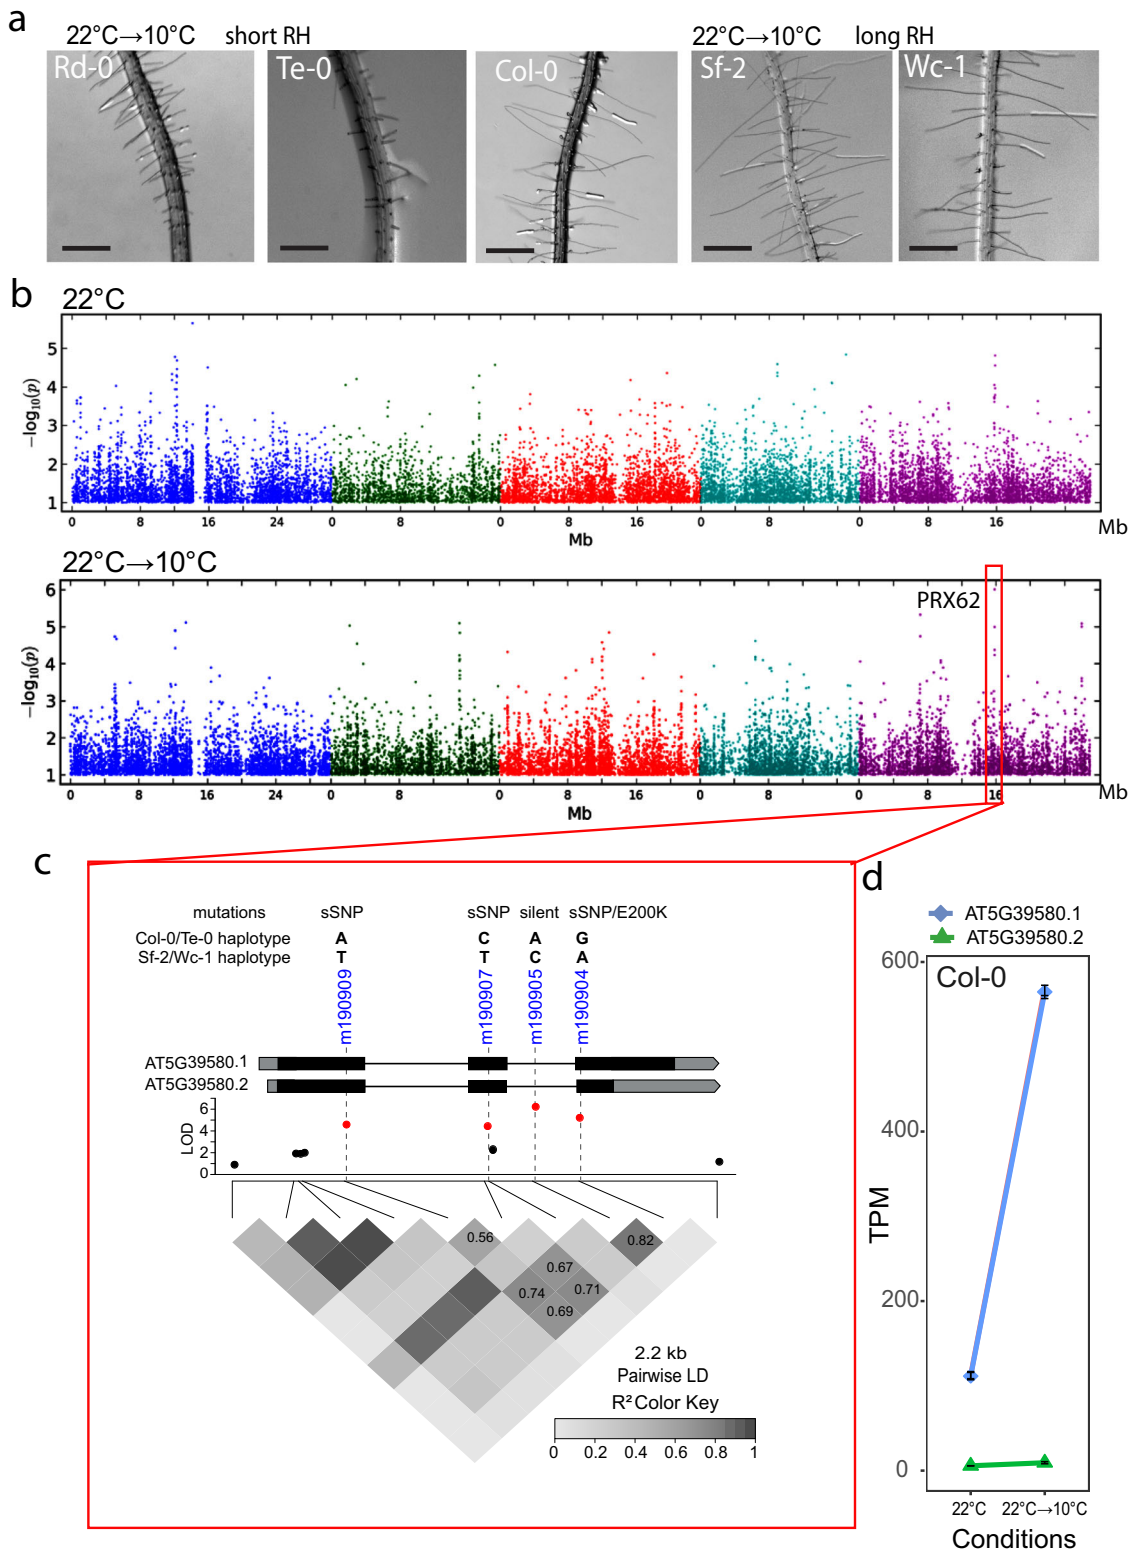 a
22°C→10°C short RH
22°C→10°C long RH
Rd-0
Te-0
Col-0
Sf-2
Wc-1
b
22°C
−log₁₀(p)
5
4
3
2
1
0 8 16 24 0 8 0 8 16 0 8 0 8 16
Mb
Mb
22°C→10°C
−log₁₀(p)
6
5
4
3
2
1
PRX62
0 8 16 24 0 8 0 8 16 0 8 0 8 16
Mb
Mb
c
mutations sSNP sSNP silent sSNP/E200K
Col-0/Te-0 haplotype A C A G
Sf-2/Wc-1 haplotype T T C A
m190909 m190907 m190905 m190904
AT5G39580.1
AT5G39580.2
LOD
6
4
2
0
0.56
0.82
0.67
0.74
0.71
0.69
2.2 kb
Pairwise LD
R² Color Key
0 0.2 0.4 0.6 0.8 1
d
AT5G39580.1
AT5G39580.2
Col-0
TPM
600
400
200
0
22°C 22°C→10°C
Conditions